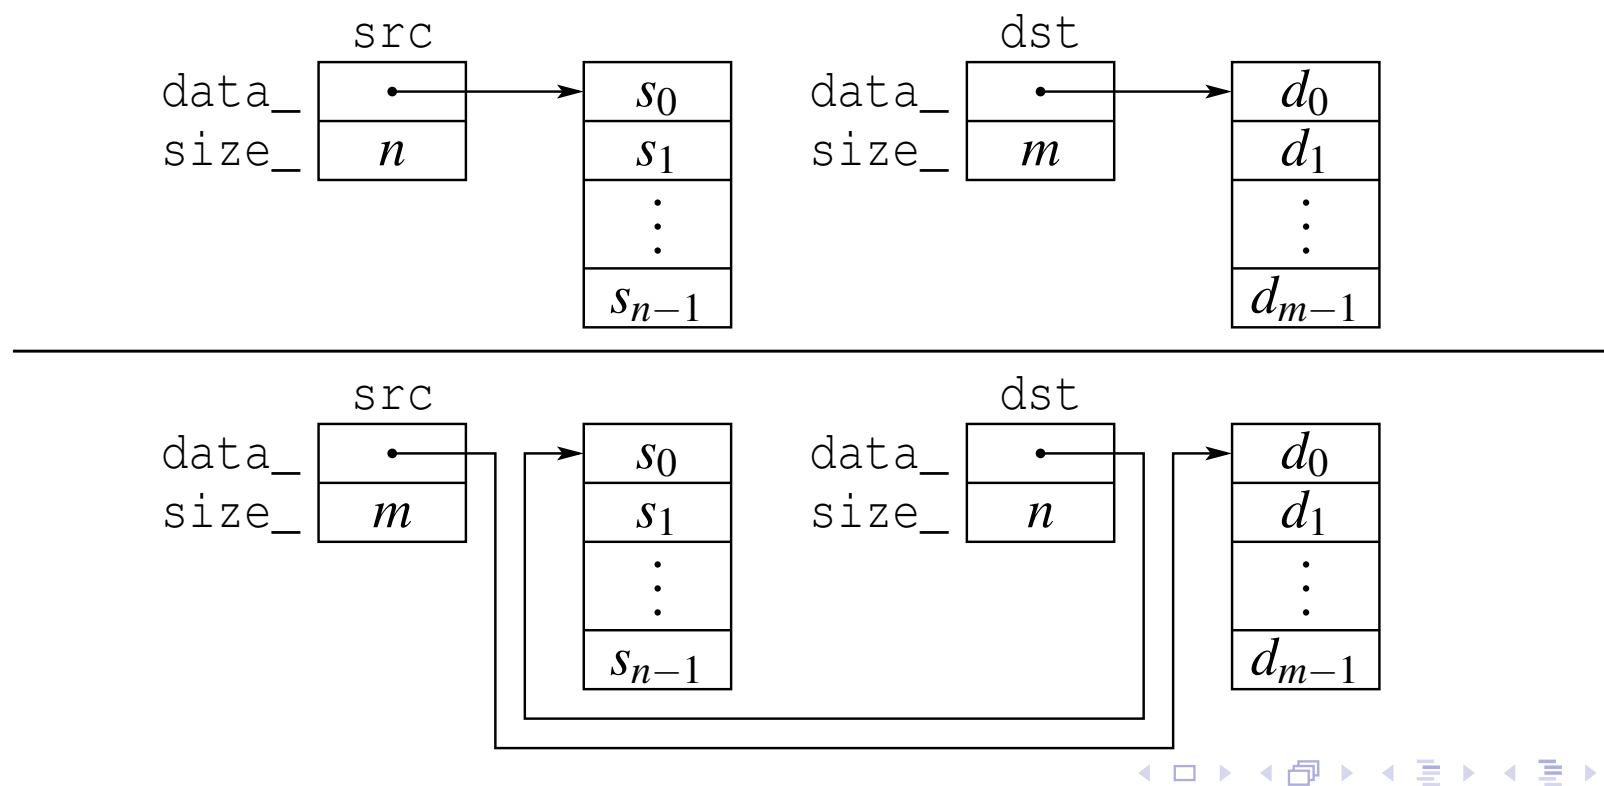 src dst
data_ s₀ data_ d₀
size_ n s₁ size_ m d₁
⋮ ⋮
sₙ₋₁ dₘ₋₁
src dst
data_ s₀ data_ d₀
size_ m s₁ size_ n d₁
⋮ ⋮
sₙ₋₁ dₘ₋₁